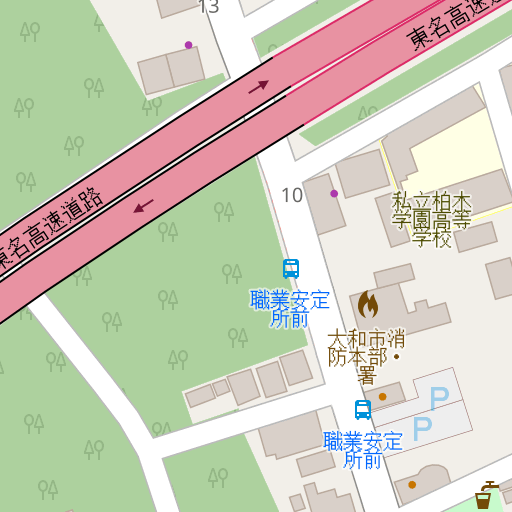 13
東名高速道
東名高速道路
10
私立柏木
学園高等
学校
職業安定
所前
大和市消
防本部・
署
P
P
職業安定
所前